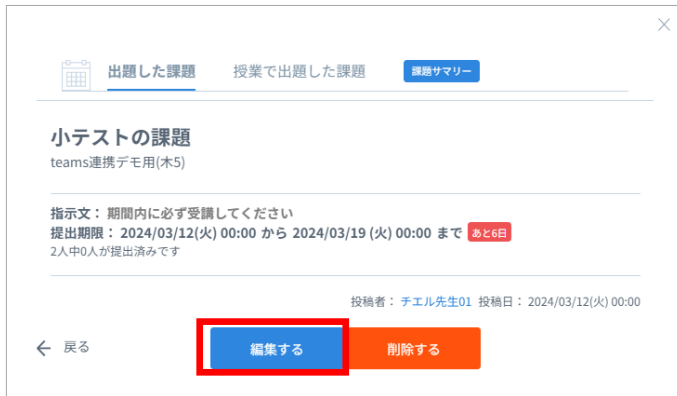 出題した課題 授業で出題した課題 課題サマリー
小テストの課題
teams連携デモ用(木5)
指示文： 期間内に必ず受講してください
提出期限： 2024/03/12(火) 00:00 から 2024/03/19 (火) 00:00 まで あと6日
2人中0人が提出済みです
投稿者： チエル先生01 投稿日： 2024/03/12(火) 00:00
戻る 編集する 削除する